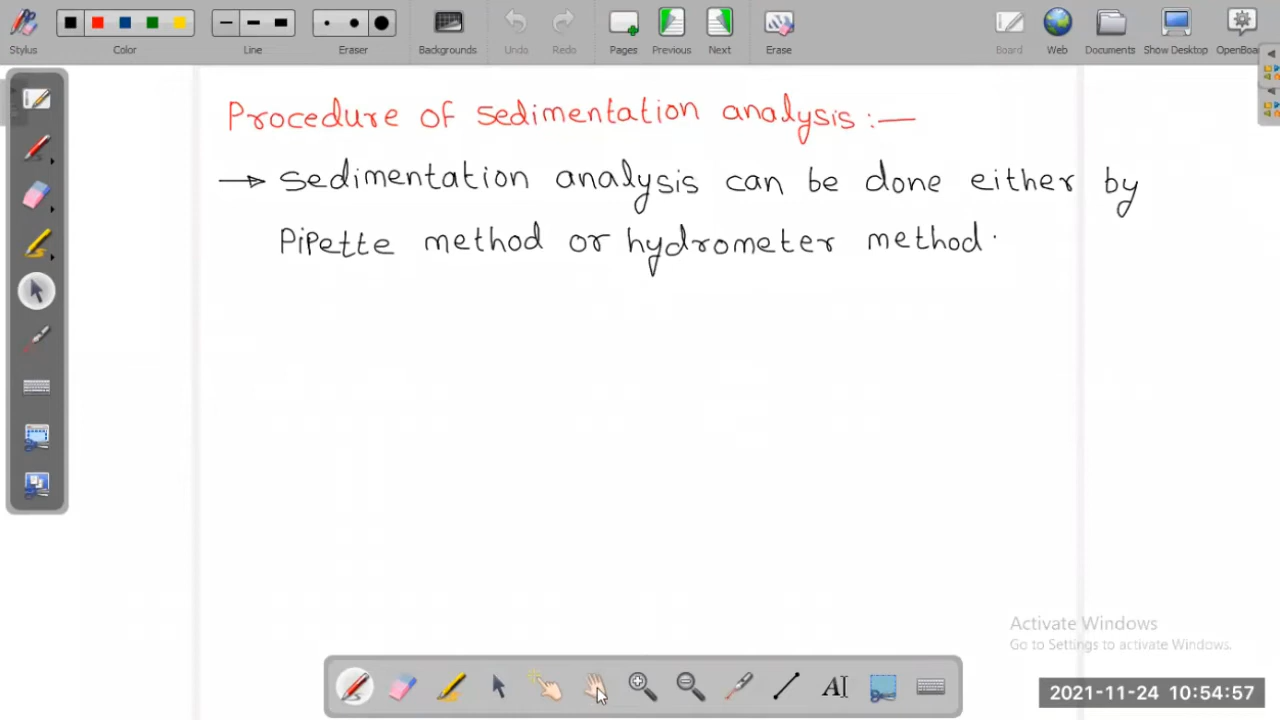 Stylus
Color
Line
Eraser
Backgrounds
Undo
Redo
Pages
Previous
Next
Erase
Board
Web
Documents
Show Desktop
Procedure of sedimentation analysis :—
→ sedimentation analysis can be done either by
Pipette method or hydrometer method.
Activate Windows
Go to Settings to activate Windows.
AI
2021-11-24 10:54:57